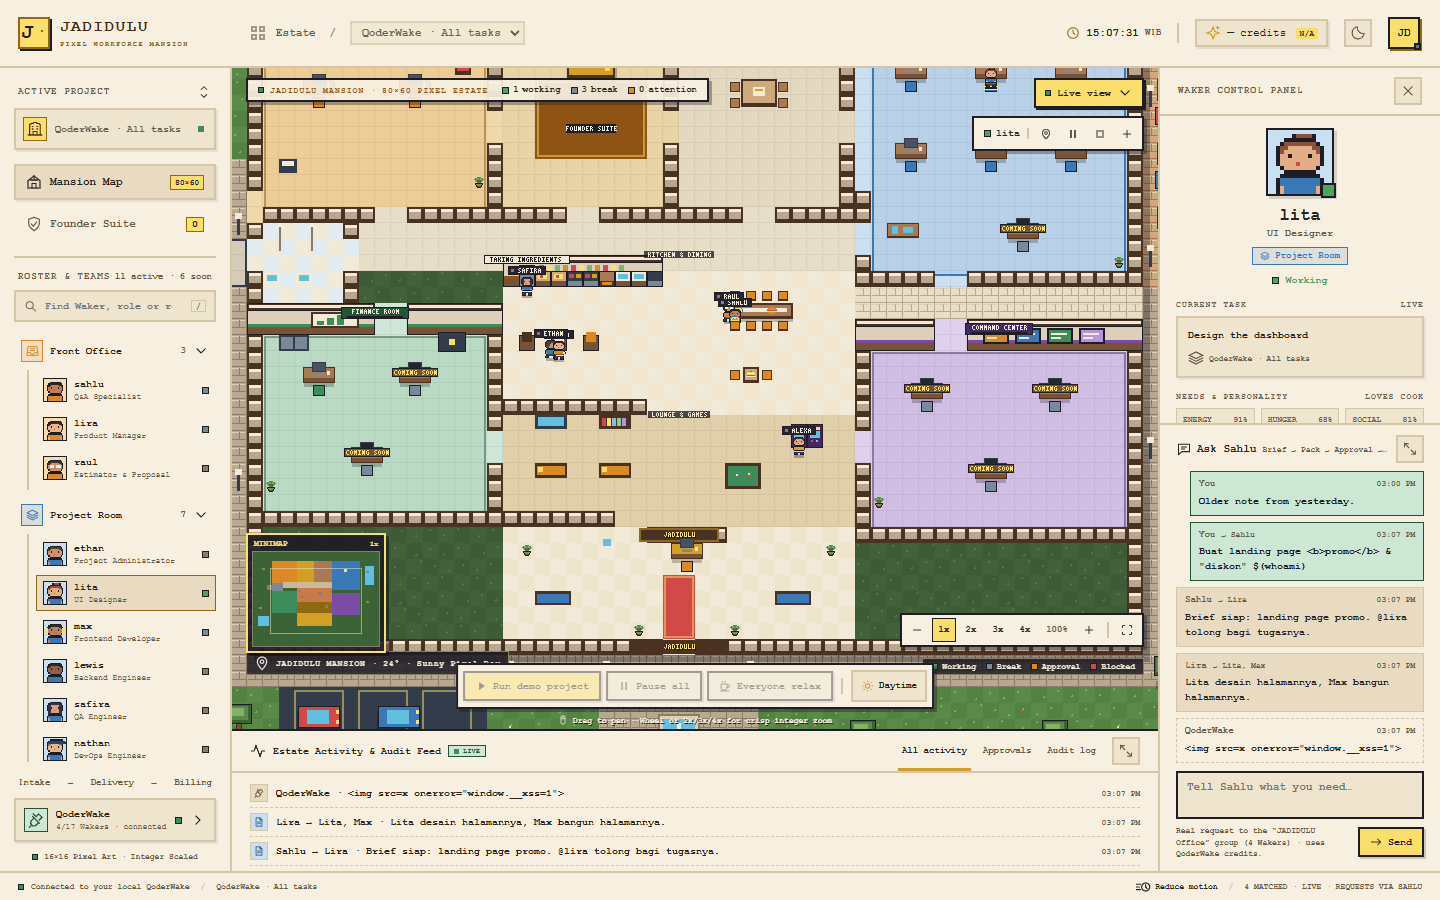 J
JADIDULU
PIXEL WORKFORCE MANSION
Estate /
QoderWake · All tasks
15:07:31 WIB
— credits N/A
JD
ACTIVE PROJECT
QoderWake · All tasks
Mansion Map 80×60
Founder Suite 0
ROSTER & TEAMS 11 active · 6 soon
Find Waker, role or r /
Front Office 3
sahlu
Q&A Specialist
lira
Product Manager
raul
Estimator & Proposal
Project Room 7
ethan
Project Administrator
lita
UI Designer
max
Frontend Developer
lewis
Backend Engineer
safira
QA Engineer
nathan
DevOps Engineer
Intake — Delivery — Billing
QoderWake
4/17 Wakers · connected
16×16 Pixel Art · Integer Scaled
JADIDULU MANSION · 80×60 PIXEL ESTATE 1 working 3 break 0 attention
Live view
lita
FOUNDER SUITE
COMING SOON
KITCHEN & DINING
TAKING INGREDIENTS
SAFIRA
RAUL
SAHLU
FINANCE ROOM
ETHAN
COMMAND CENTER
COMING SOON
COMING SOON
COMING SOON
LOUNGE & GAMES
ALEXA
COMING SOON
COMING SOON
JADIDULU
MINIMAP 1x
JADIDULU
1x 2x 3x 4x 100%
JADIDULU MANSION · 24° · Sunny Pixel Day
Working Break Approval Blocked
Run demo project Pause all Everyone relax Daytime
Drag to pan · Wheel or 1x/3x/4x for crisp integer zoom
Estate Activity & Audit Feed LIVE
All activity Approvals Audit log
QoderWake · <img src=x onerror="window.__xss=1"> 03:07 PM
Lira → Lita, Max · Lita desain halamannya, Max bangun halamannya. 03:07 PM
Sahlu → Lira · Brief siap: landing page promo. @lira tolong bagi tugasnya. 03:07 PM
WAKER CONTROL PANEL
lita
UI Designer
Project Room
Working
CURRENT TASK LIVE
Design the dashboard
QoderWake · All tasks
NEEDS & PERSONALITY LOVES COOK
ENERGY 91% HUNGER 68% SOCIAL 81%
Ask Sahlu Brief → Pack → Approval …
You 03:00 PM
Older note from yesterday.
You → Sahlu 03:07 PM
Buat landing page <b>promo</b> &
"diskon" $(whoami)
Sahlu → Lira 03:07 PM
Brief siap: landing page promo. @lira
tolong bagi tugasnya.
Lira → Lita, Max 03:07 PM
Lita desain halamannya, Max bangun
halamannya.
QoderWake 03:07 PM
<img src=x onerror="window.__xss=1">
Tell Sahlu what you need…
Real request to the "JADIDULU
Office" group (4 Wakers) · uses
QoderWake credits.
Send
Connected to your local QoderWake / QoderWake · All tasks
Reduce motion / 4 MATCHED · LIVE · REQUESTS VIA SAHLU